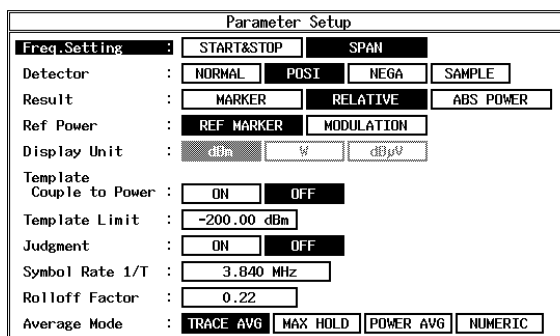 Parameter Setup
Freq.Setting : START&STOP SPAN
Detector : NORMAL POSI NEGA SAMPLE
Result : MARKER RELATIVE ABS POWER
Ref Power : REF MARKER MODULATION
Display Unit : dBm W dBμV
Template
Couple to Power : ON OFF
Template Limit : -200.00 dBm
Judgment : ON OFF
Symbol Rate 1/T : 3.840 MHz
Rolloff Factor : 0.22
Average Mode : TRACE AVG MAX HOLD POWER AVG NUMERIC